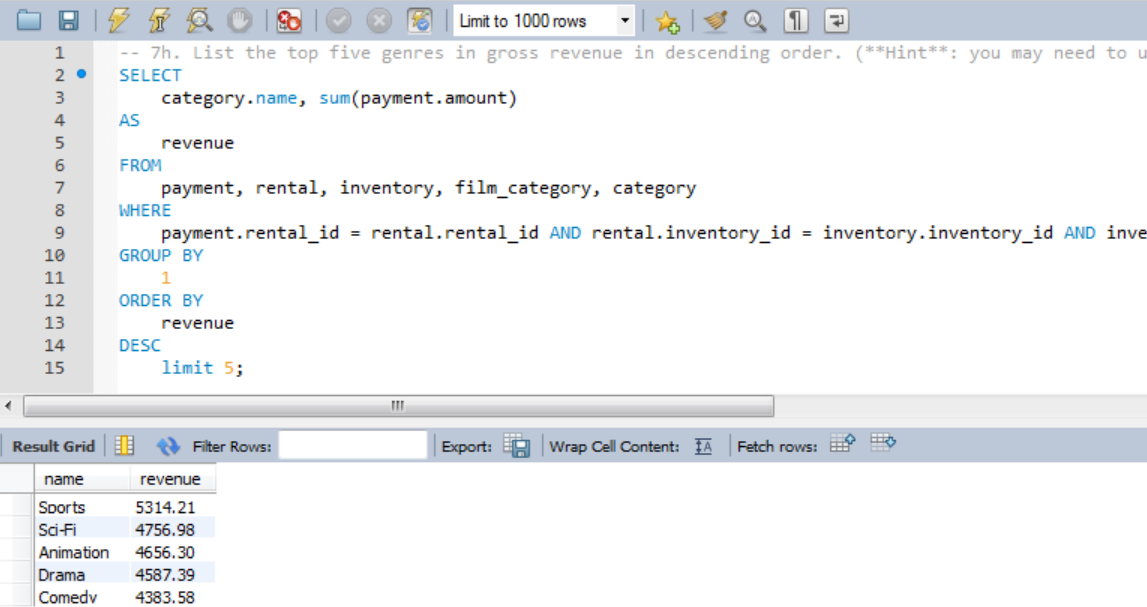 Limit to 1000 rows
1 -- 7h. List the top five genres in gross revenue in descending order. (**Hint**: you may need to u
2 SELECT
3 category.name, sum(payment.amount)
4 AS
5 revenue
6 FROM
7 payment, rental, inventory, film_category, category
8 WHERE
9 payment.rental_id = rental.rental_id AND rental.inventory_id = inventory.inventory_id AND inve
10 GROUP BY
11 1
12 ORDER BY
13 revenue
14 DESC
15 limit 5;
Result Grid Filter Rows: Export: Wrap Cell Content: Fetch rows:
name revenue
Sports 5314.21
Sci-Fi 4756.98
Animation 4656.30
Drama 4587.39
Comedy 4383.58